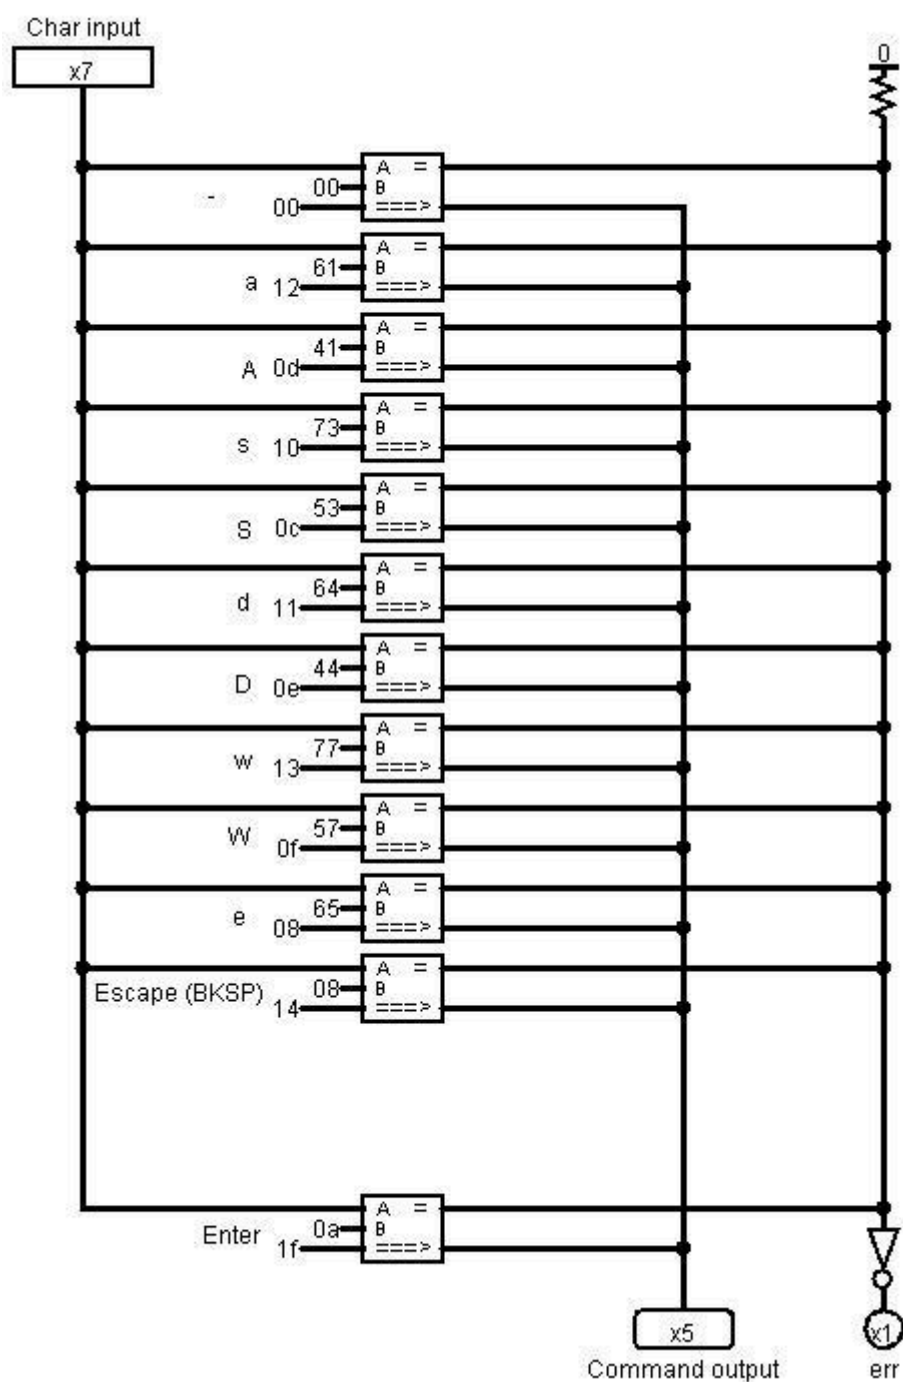 Char input
x7
0
A =
00 B
- 00 ===>
A =
61 B
a 12 ===>
A =
41 B
A 0d ===>
A =
73 B
s 10 ===>
A =
53 B
S 0c ===>
A =
64 B
d 11 ===>
A =
44 B
D 0e ===>
A =
77 B
w 13 ===>
A =
57 B
W 0f ===>
A =
65 B
e 08 ===>
A =
08 B
Escape (BKSP) 14 ===>
A =
0a B
Enter 1f ===>
x5 x1
Command output err